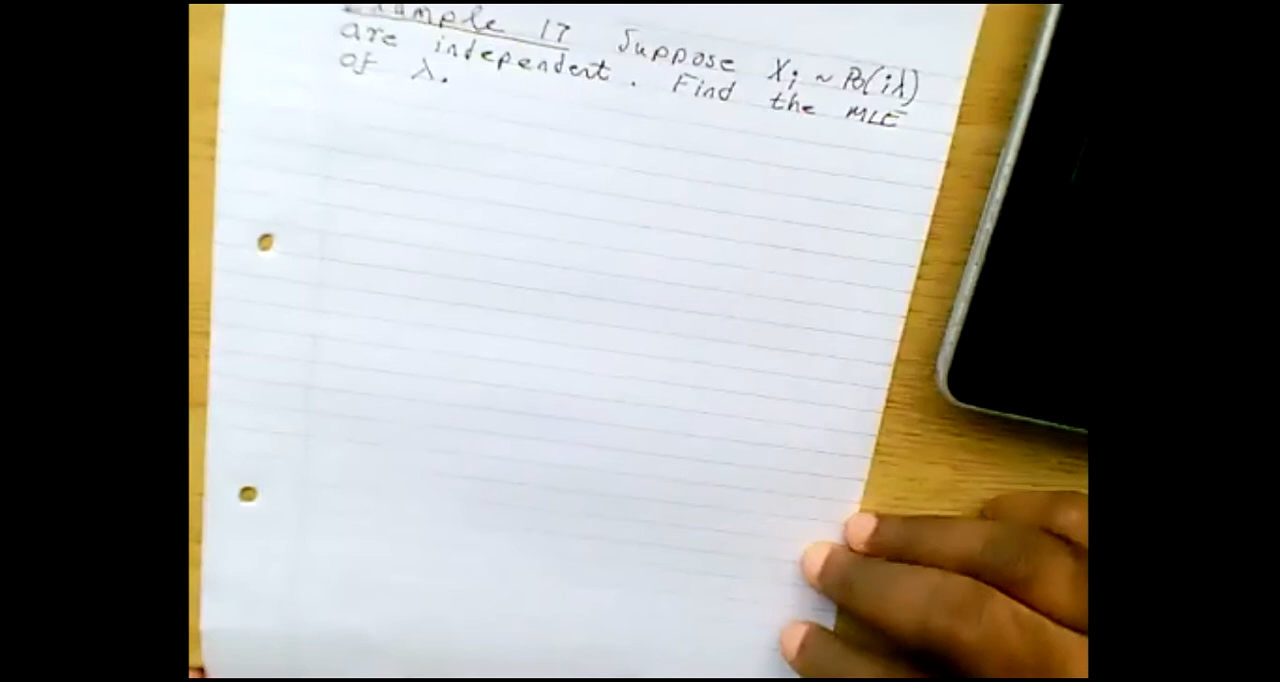 Example 17 Suppose Xi ~ Po(iλ)
are independent. Find the MLE
of λ.